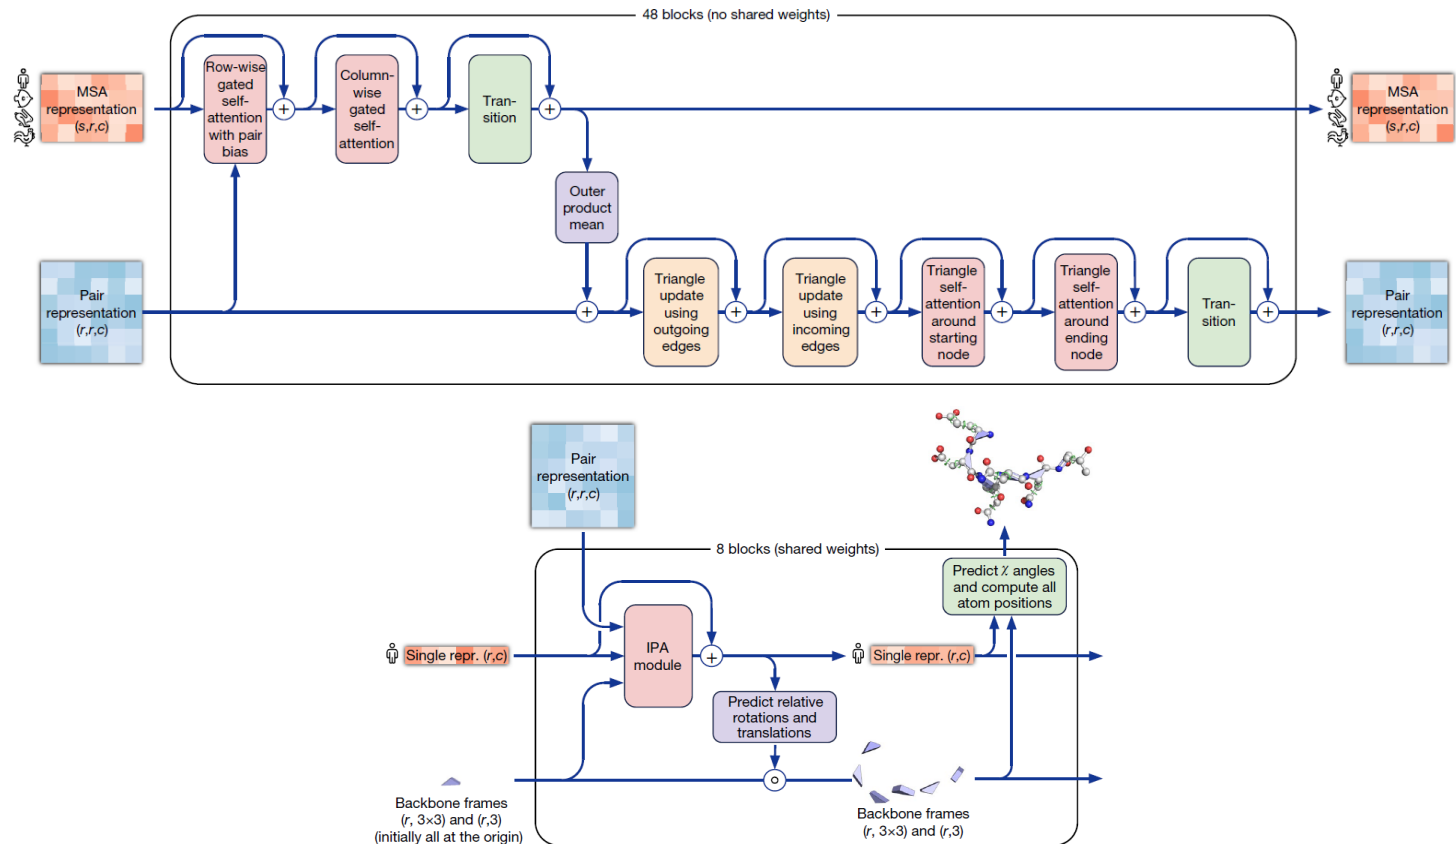 48 blocks (no shared weights)
MSA
representation
(s,r,c)
Row-wise
gated
self-
attention
with pair
bias
+
Column-
wise
gated
self-
attention
+
Tran-
sition
+
MSA
representation
(s,r,c)
Outer
product
mean
Pair
representation
(r,r,c)
+
Triangle
update
using
outgoing
edges
+
Triangle
update
using
incoming
edges
+
Triangle
self-
attention
around
starting
node
+
Triangle
self-
attention
around
ending
node
+
Tran-
sition
+
Pair
representation
(r,r,c)
Pair
representation
(r,r,c)
8 blocks (shared weights)
Predict χ angles
and compute all
atom positions
Single repr. (r,c)
IPA
module
+
Single repr. (r,c)
Predict relative
rotations and
translations
Backbone frames
(r, 3×3) and (r,3)
(initially all at the origin)
Backbone frames
(r, 3×3) and (r,3)